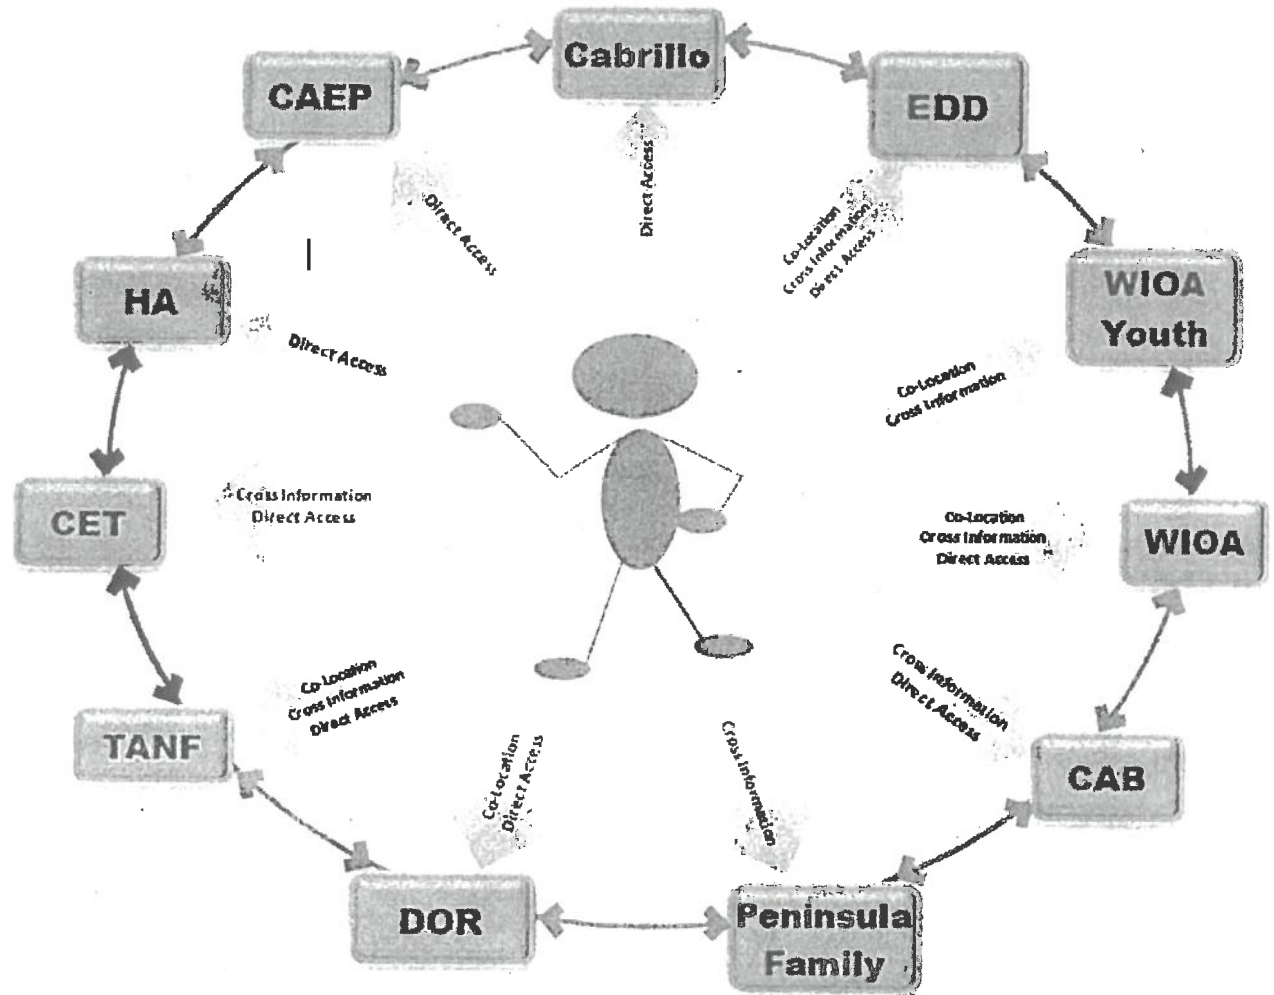 Cabrillo
CAEP
EDD
Direct Access
Direct Access
Co-Location
Cross Information
Direct Access
HA
WIOA
Youth
Direct Access
Co-Location
Cross Information
CET
Cross Information
Direct Access
Co-Location
Cross Information
Direct Access
WIOA
Co-Location
Cross Information
Direct Access
Cross Information
Direct Access
TANF
Co-Location
Direct Access
Cross Information
CAB
DOR
Peninsula
Family